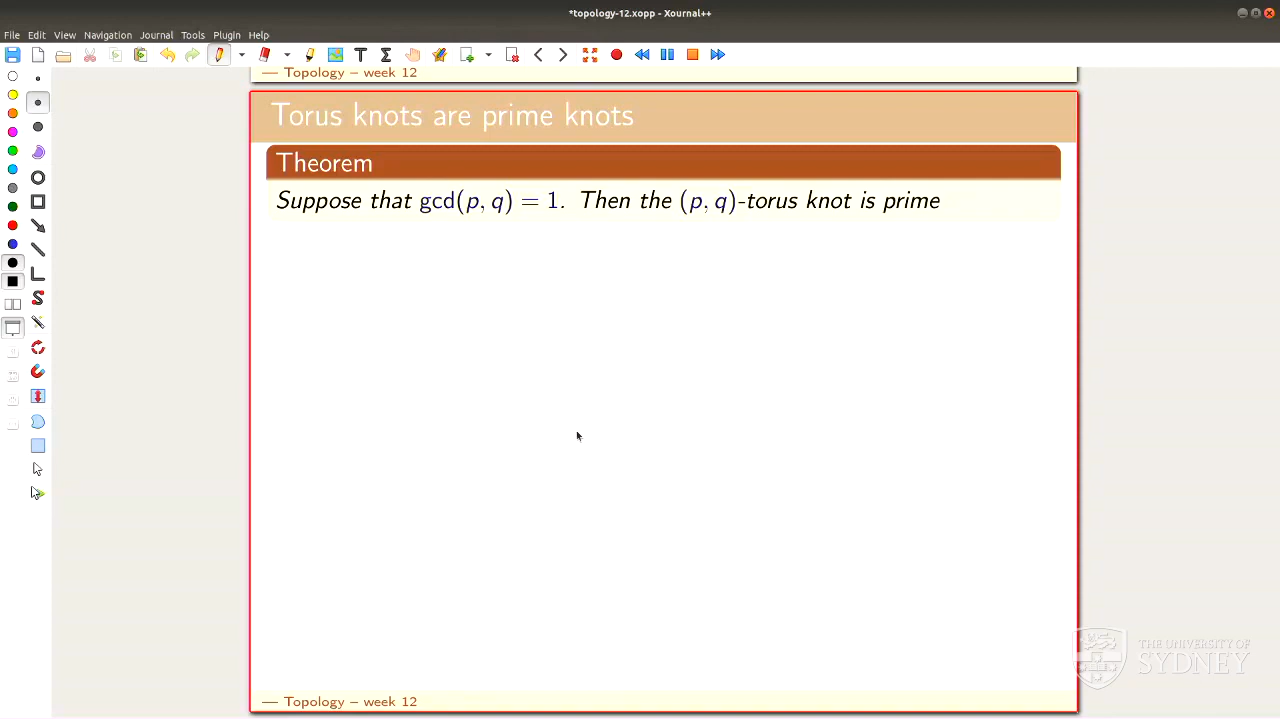 *topology-12.xopp - Xournal++
File Edit View Navigation Journal Tools Plugin Help
— Topology – week 12
Torus knots are prime knots
Theorem
Suppose that gcd(p, q) = 1. Then the (p, q)-torus knot is prime
THE UNIVERSITY OF
SYDNEY
— Topology – week 12